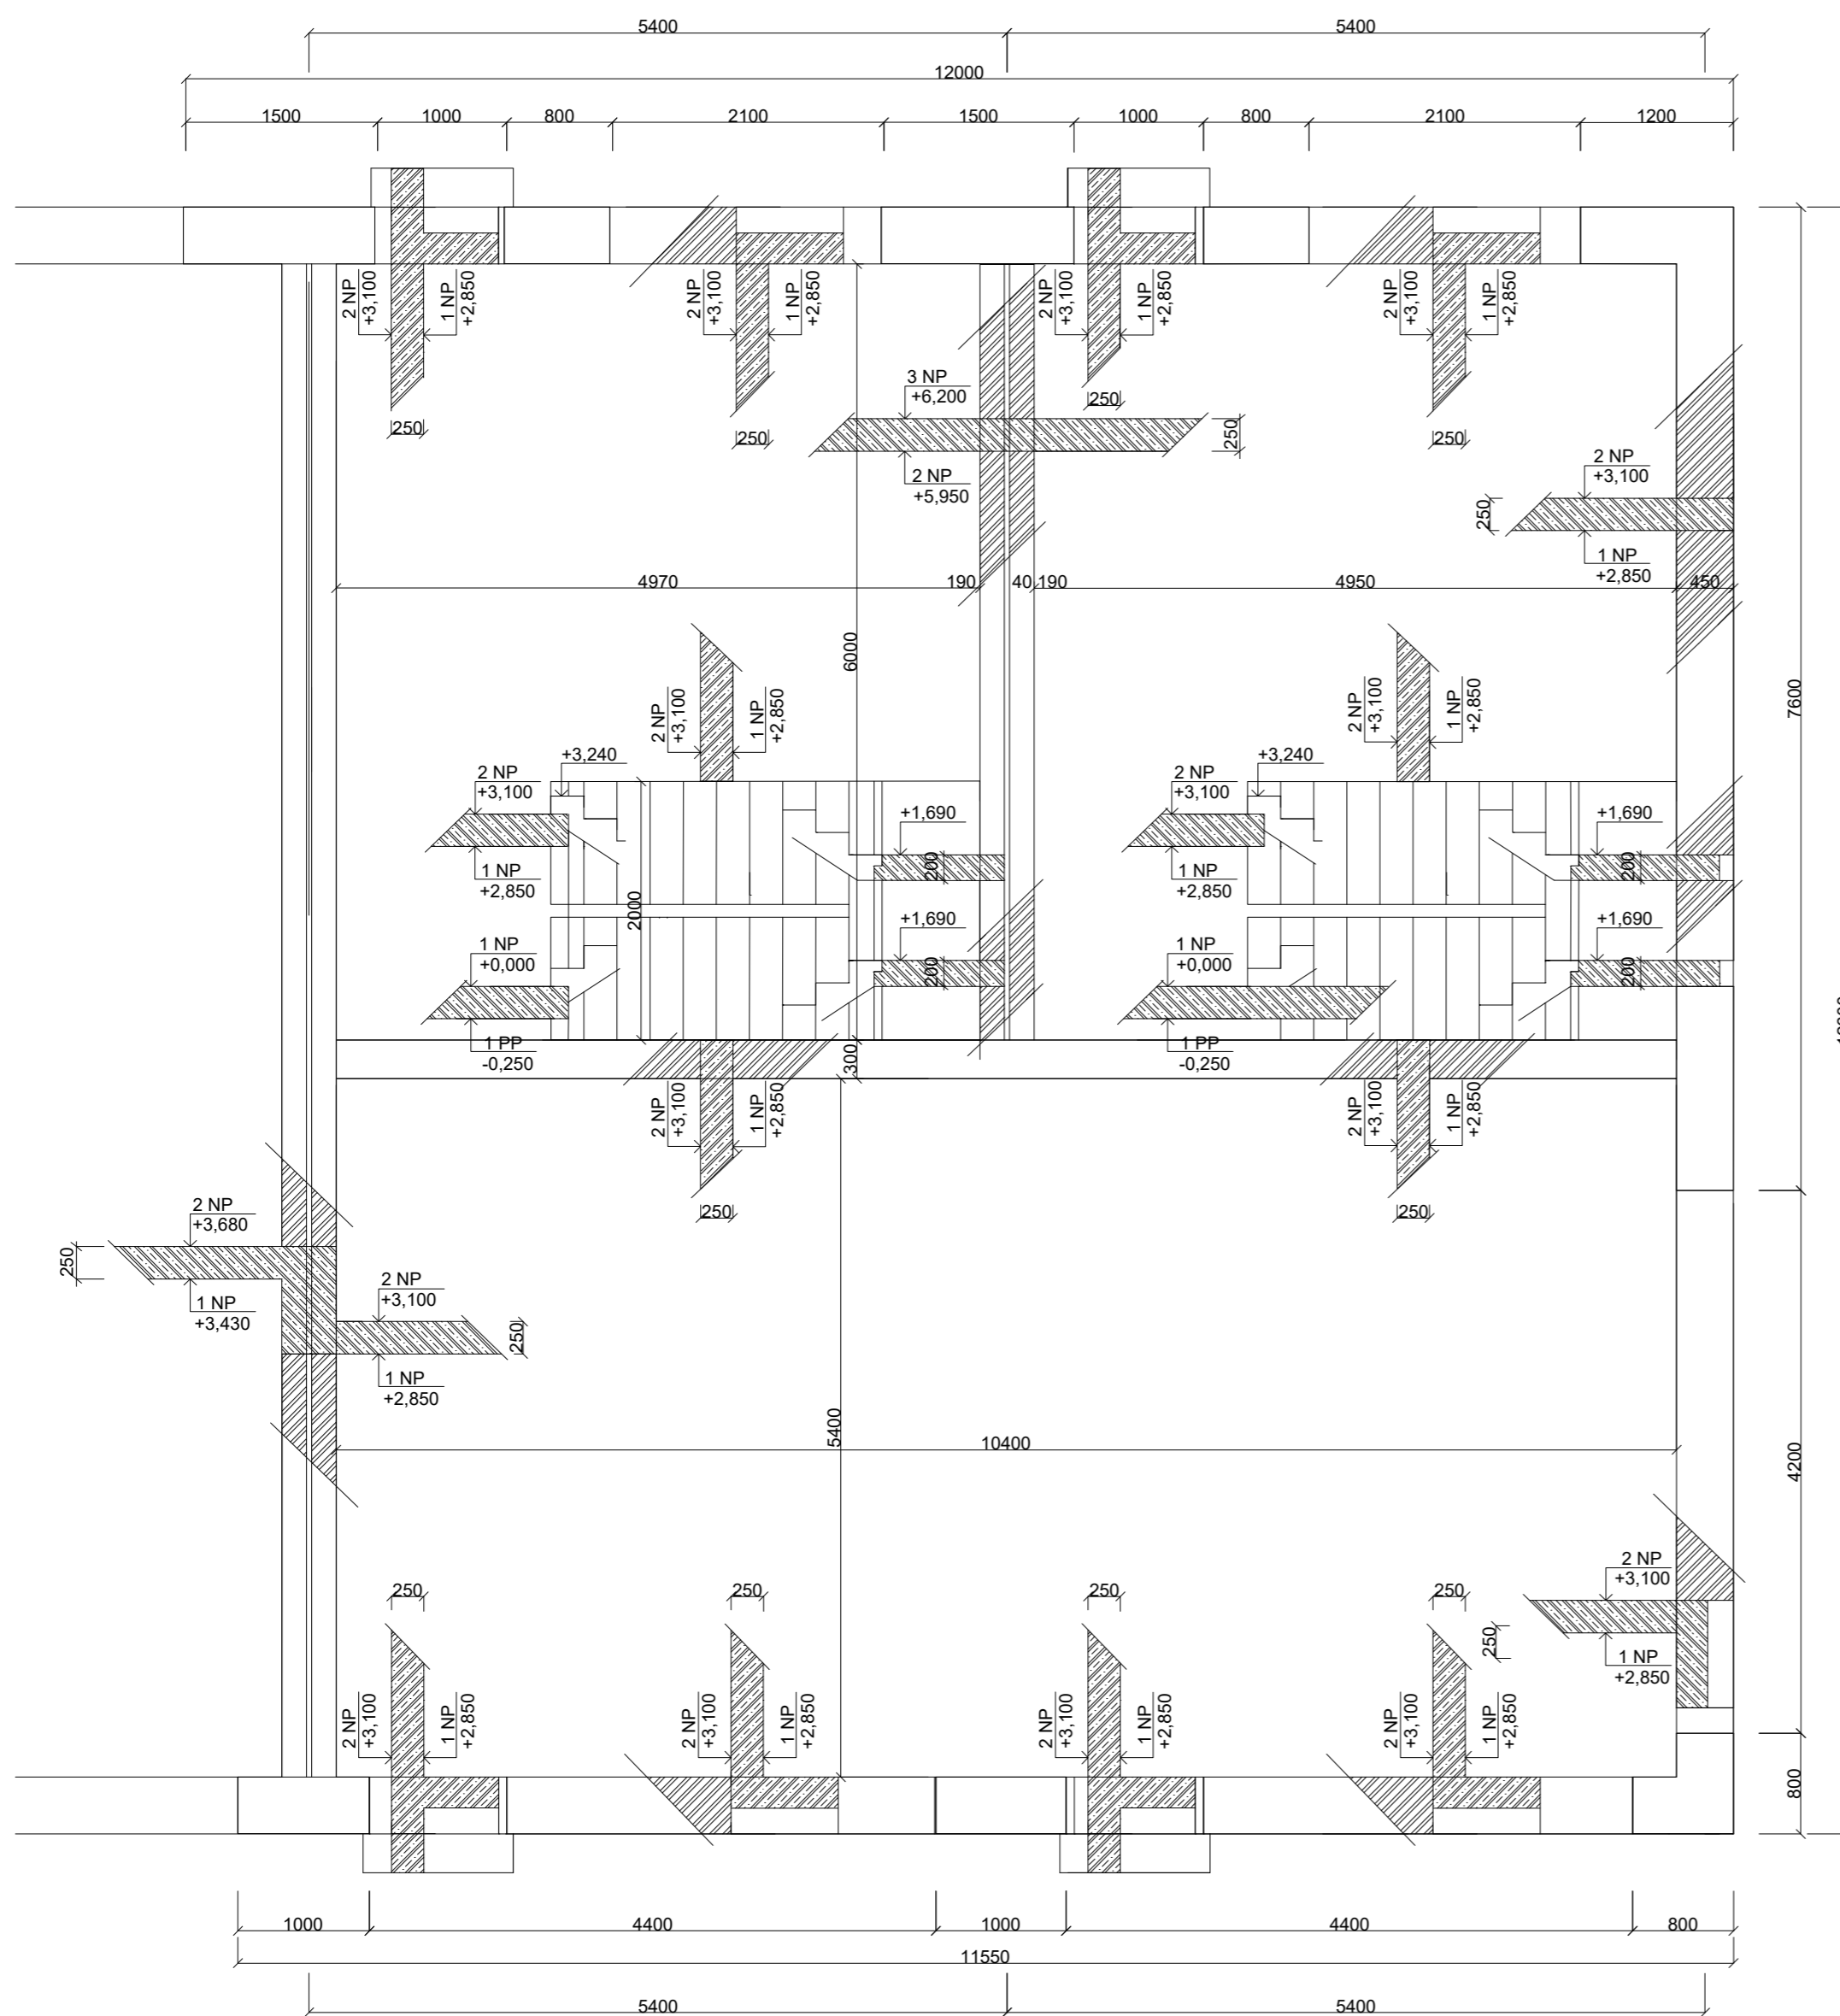 5400 5400
12000
1500 1000 800 2100 1500 1000 800 2100 1200
2 NP
+3,100
1 NP
+2,850
2 NP
+3,100
1 NP
+2,850
2 NP
+3,100
1 NP
+2,850
2 NP
+3,100
1 NP
+2,850
250
250
250
250
3 NP
+6,200
250
2 NP
+5,950
2 NP
+3,100
250
1 NP
+2,850
4970 190 40 190 4950 450
6000
7600
2 NP
+3,100
1 NP
+2,850
2 NP
+3,100
1 NP
+2,850
+3,240
2 NP
+3,100
1 NP
+2,850
+1,690
200
2000
+1,690
200
1 NP
+0,000
1 PP
-0,250
+3,240
2 NP
+3,100
1 NP
+2,850
+1,690
200
+1,690
200
1 NP
+0,000
1 PP
-0,250
300
2 NP
+3,100
1 NP
+2,850
250
2 NP
+3,100
1 NP
+2,850
250
2 NP
+3,680
250
1 NP
+3,430
2 NP
+3,100
250
1 NP
+2,850
5400
10400
4200
250
250
250
250
2 NP
+3,100
250
1 NP
+2,850
2 NP
+3,100
1 NP
+2,850
2 NP
+3,100
1 NP
+2,850
2 NP
+3,100
1 NP
+2,850
2 NP
+3,100
1 NP
+2,850
800
1000 4400 1000 4400 800
11550
5400 5400